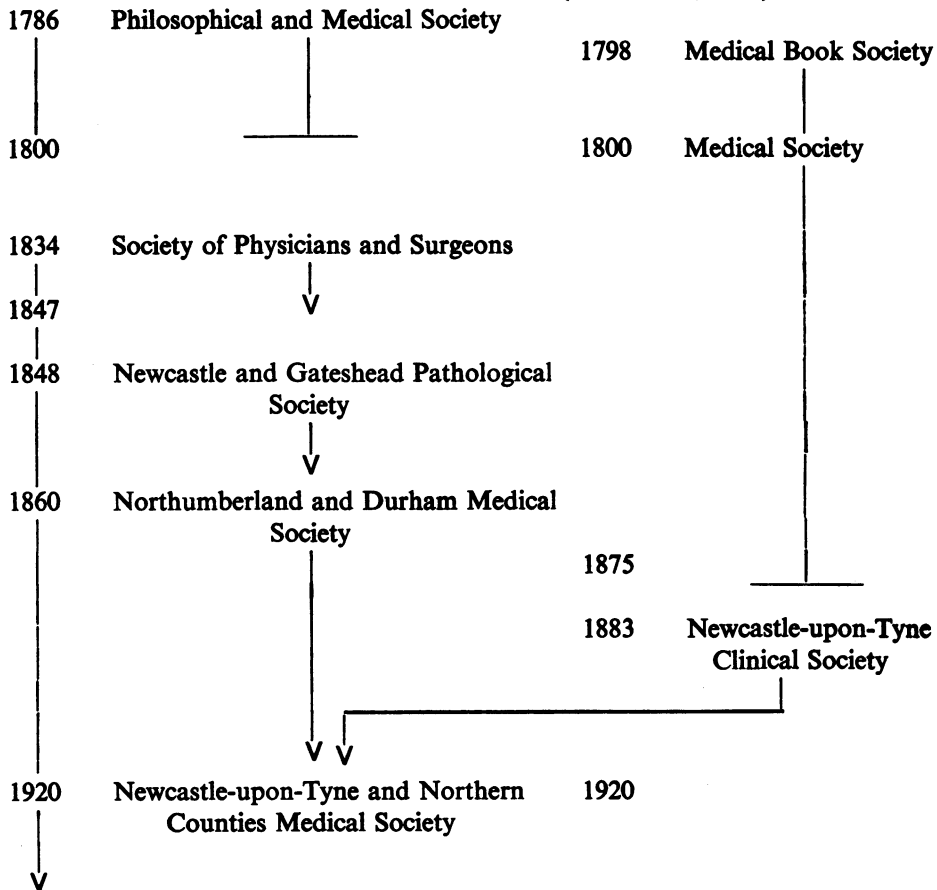 1786 Philosophical and Medical Society
1798 Medical Book Society
1800
1800 Medical Society
1834 Society of Physicians and Surgeons
1847
1848 Newcastle and Gateshead Pathological
Society
1860 Northumberland and Durham Medical
Society
1875
1883 Newcastle-upon-Tyne
Clinical Society
1920 Newcastle-upon-Tyne and Northern 1920
Counties Medical Society